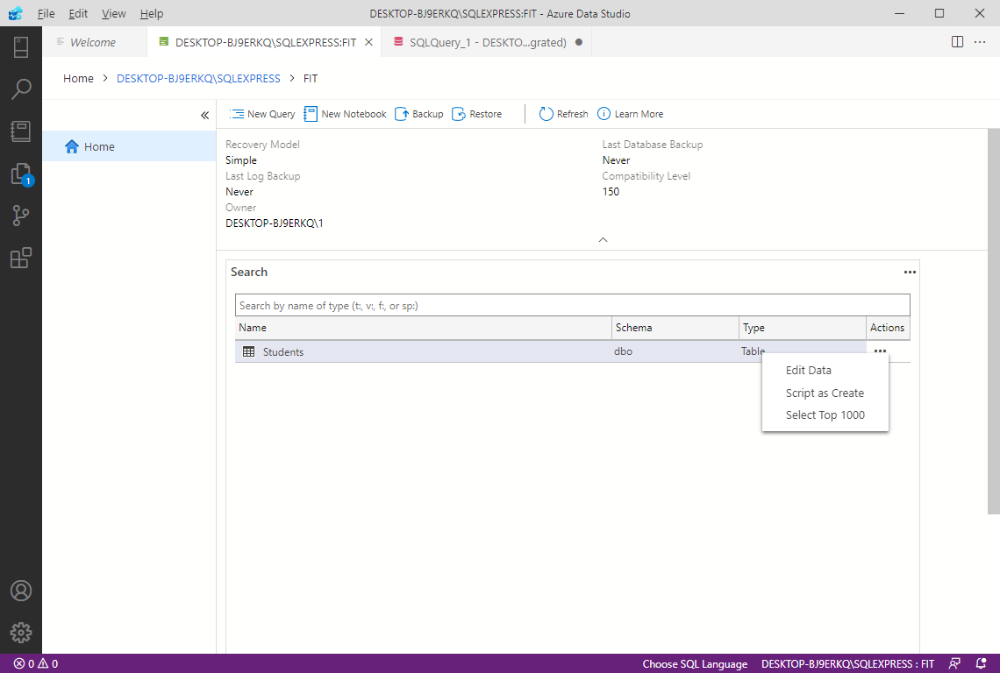 File Edit View Help DESKTOP-BJ9ERKQ\SQLEXPRESS:FIT - Azure Data Studio
Welcome DESKTOP-BJ9ERKQ\SQLEXPRESS:FIT SQLQuery_1 - DESKTO...grated)
Home > DESKTOP-BJ9ERKQ\SQLEXPRESS > FIT
New Query New Notebook Backup Restore Refresh Learn More
Home
Recovery Model Last Database Backup
Simple Never
Last Log Backup Compatibility Level
Never 150
Owner
DESKTOP-BJ9ERKQ\1
Search
Search by name of type (t:, v:, f:, or sp:)
Name Schema Type Actions
Students dbo Table
Edit Data
Script as Create
Select Top 1000
1
0 0 Choose SQL Language DESKTOP-BJ9ERKQ\SQLEXPRESS : FIT